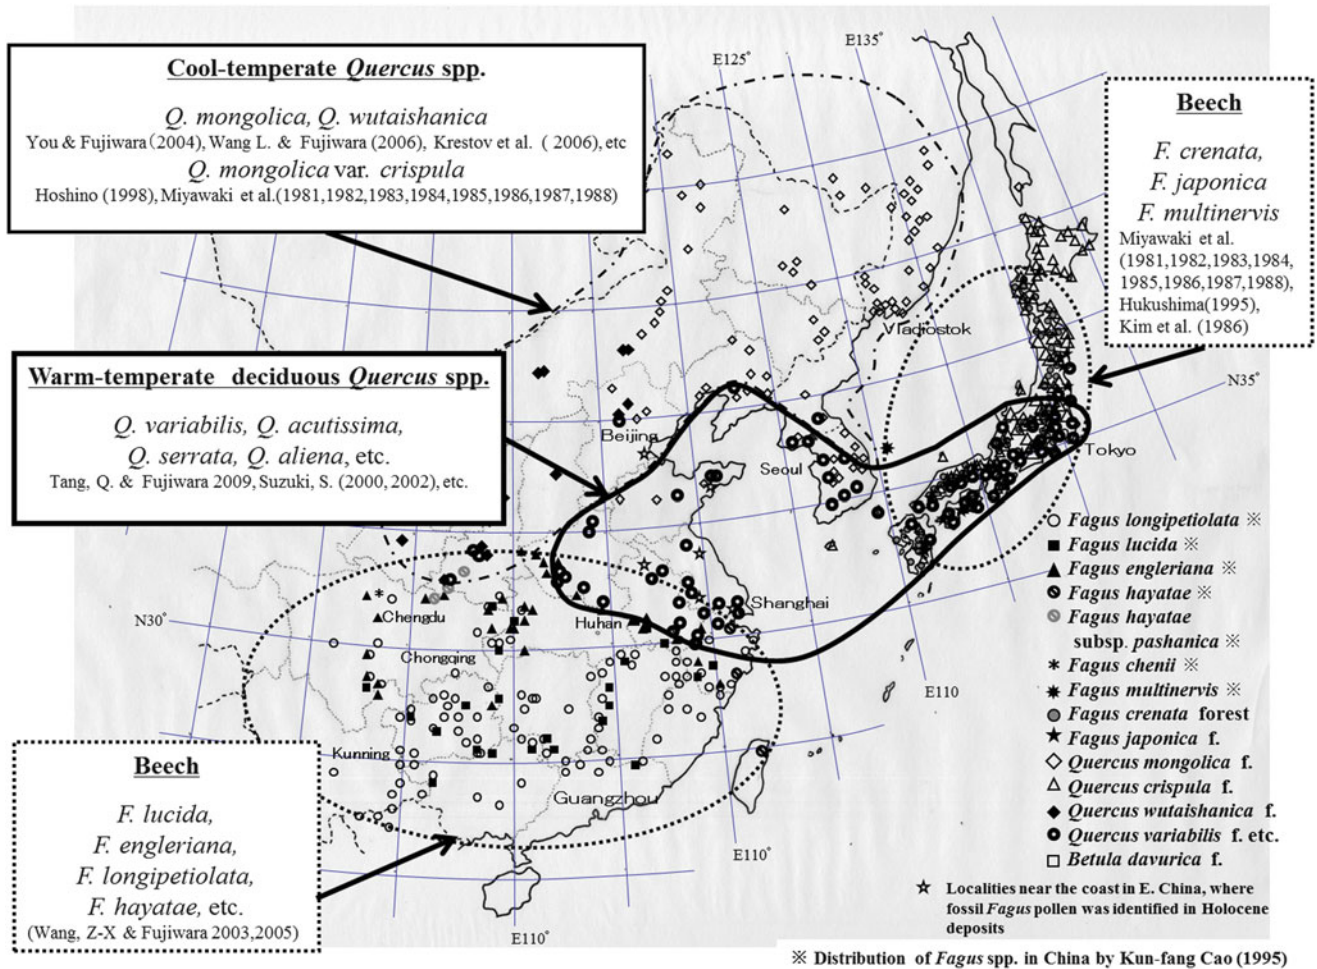 E125°
E135°
Cool-temperate Quercus spp.
Q. mongolica, Q. wutaishanica
You & Fujiwara(2004), Wang L. & Fujiwara (2006), Krestov et al. ( 2006), etc
Q. mongolica var. crispula
Hoshino (1998), Miyawaki et al.(1981,1982,1983,1984,1985,1986,1987,1988)
Beech
F. crenata,
F. japonica
F. multinervis
Miyawaki et al.
(1981,1982,1983,1984,
1985,1986,1987,1988),
Hukushima(1995),
Kim et al. (1986)
Warm-temperate deciduous Quercus spp.
Q. variabilis, Q. acutissima,
Q. serrata, Q. aliena, etc.
Tang, Q. & Fujiwara 2009, Suzuki, S. (2000, 2002), etc.
Vladiostok
N35°
Beijing
Seoul
Tokyo
Shanghai
N30°
Chengdu
Huhan
Chongqing
E110
Kunning
Guangzhou
E110°
E110°
Beech
F. lucida,
F. engleriana,
F. longipetiolata,
F. hayatae, etc.
(Wang, Z-X & Fujiwara 2003,2005)
Fagus longipetiolata ※
Fagus lucida ※
Fagus engleriana ※
Fagus hayatae ※
Fagus hayatae
subsp. pashanica ※
Fagus chenii ※
Fagus multinervis ※
Fagus crenata forest
Fagus japonica f.
Quercus mongolica f.
Quercus crispula f.
Quercus wutaishanica f.
Quercus variabilis f. etc.
Betula davurica f.
Localities near the coast in E. China, where
fossil Fagus pollen was identified in Holocene
deposits
※ Distribution of Fagus spp. in China by Kun-fang Cao (1995)